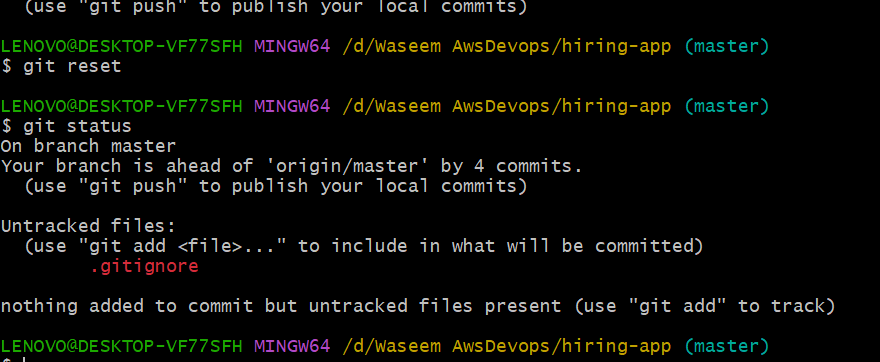 (use "git push" to publish your local commits)
LENOVO@DESKTOP-VF77SFH MINGW64 /d/Waseem AwsDevops/hiring-app (master)
$ git reset
LENOVO@DESKTOP-VF77SFH MINGW64 /d/Waseem AwsDevops/hiring-app (master)
$ git status
On branch master
Your branch is ahead of 'origin/master' by 4 commits.
(use "git push" to publish your local commits)
Untracked files:
(use "git add <file>..." to include in what will be committed)
.gitignore
nothing added to commit but untracked files present (use "git add" to track)
LENOVO@DESKTOP-VF77SFH MINGW64 /d/Waseem AwsDevops/hiring-app (master)
$